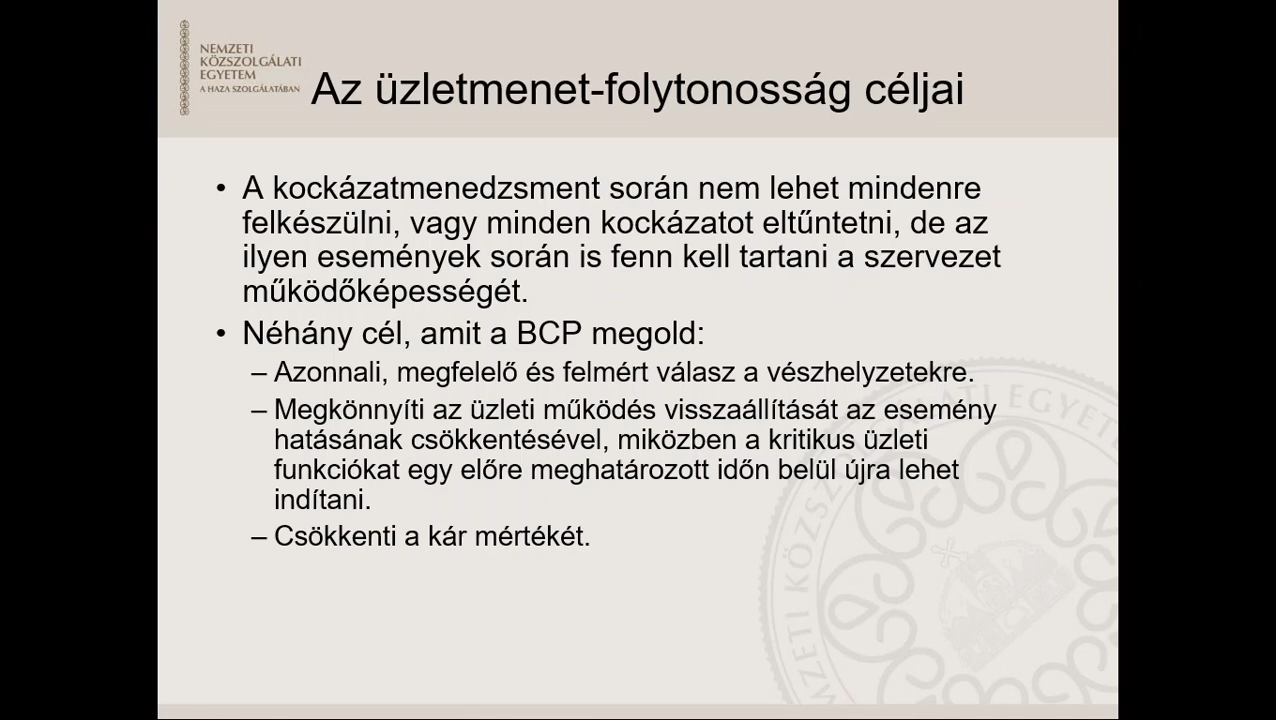 NEMZETI
KÖZSZOLGÁLATI
EGYETEM
A HAZA SZOLGÁLATÁBAN
Az üzletmenet-folytonosság céljai
• A kockázatmenedzsment során nem lehet mindenre
felkészülni, vagy minden kockázatot eltűntetni, de az
ilyen események során is fenn kell tartani a szervezet
működőképességét.
• Néhány cél, amit a BCP megold:
– Azonnali, megfelelő és felmért válasz a vészhelyzetekre.
– Megkönnyíti az üzleti működés visszaállítását az esemény
hatásának csökkentésével, miközben a kritikus üzleti
funkciókat egy előre meghatározott időn belül újra lehet
indítani.
– Csökkenti a kár mértékét.